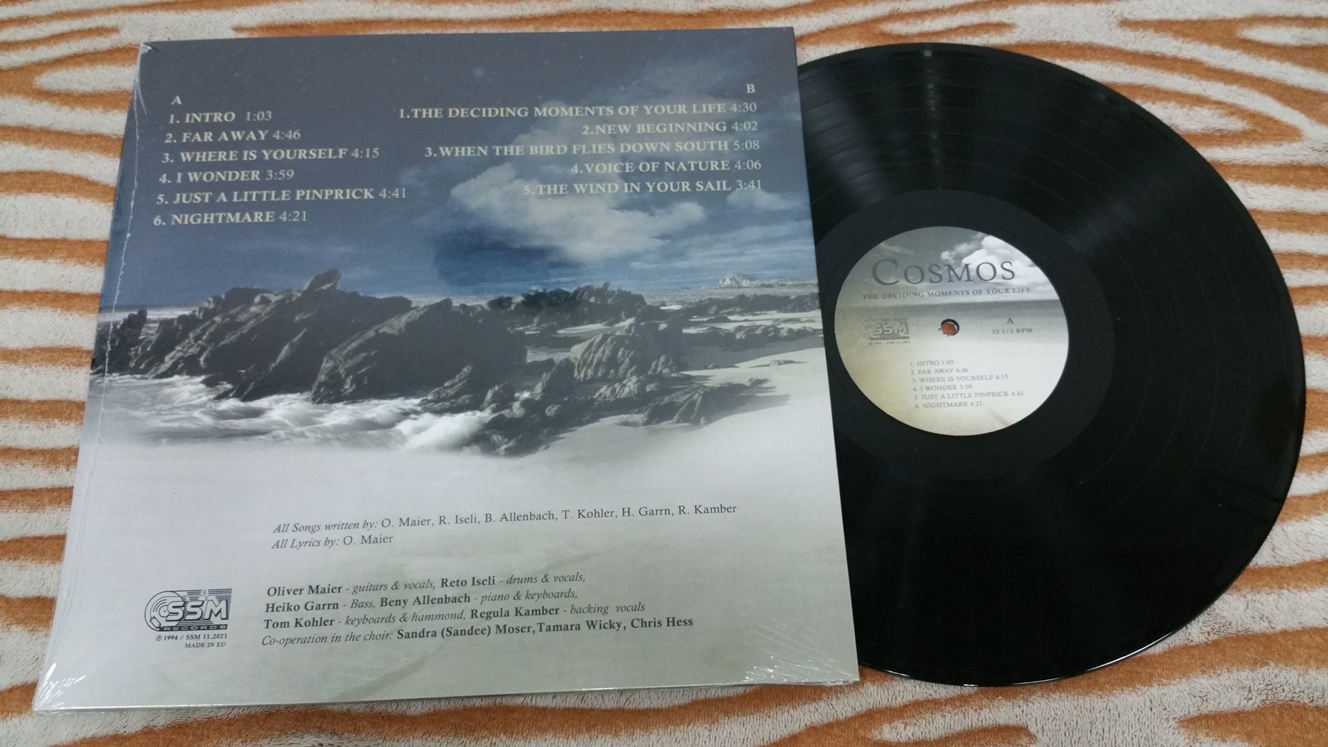 A
1. INTRO 1:03
2. FAR AWAY 4:46
3. WHERE IS YOURSELF 4:15
4. I WONDER 3:59
5. JUST A LITTLE PINPRICK 4:41
6. NIGHTMARE 4:21
B
1.THE DECIDING MOMENTS OF YOUR LIFE 4:30
2.NEW BEGINNING 4:02
3.WHEN THE BIRD FLIES DOWN SOUTH 5:08
4.VOICE OF NATURE 4:06
5.THE WIND IN YOUR SAIL 3:41
All Songs written by: O. Maier, R. Iseli, B. Allenbach, T. Kohler, H. Garrn, R. Kamber
All Lyrics by: O. Maier
Oliver Maier - guitars & vocals, Reto Iseli - drums & vocals,
Heiko Garrn - Bass, Beny Allenbach - piano & keyboards,
Tom Kohler - keyboards & hammond, Regula Kamber - backing vocals
Co-operation in the choir: Sandra (Sandee) Moser,Tamara Wicky, Chris Hess
SSM
RECORDS
℗ 1994 / SSM 11.2021
MADE IN EU
COSMOS
THE DECIDING MOMENTS OF YOUR LIFE
SSM
A
33 1/3 RPM
1. INTRO 1:03
2. FAR AWAY 4:46
3. WHERE IS YOURSELF 4:15
4. I WONDER 3:59
5. JUST A LITTLE PINPRICK 4:41
6. NIGHTMARE 4:21